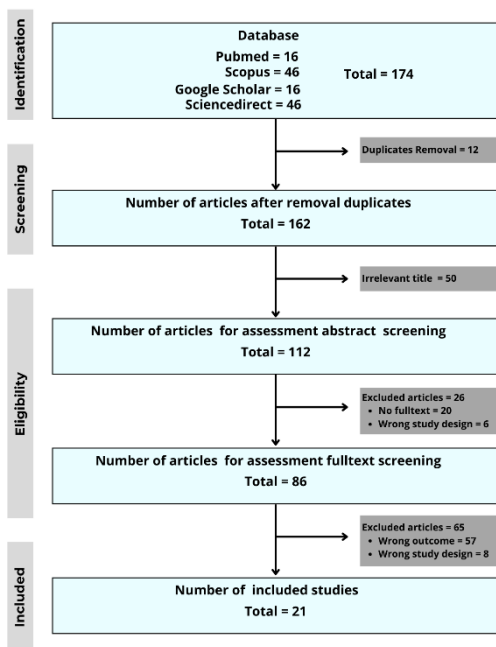 Identification
Database
Pubmed = 16
Scopus = 46
Google Scholar = 16
Sciencedirect = 46
Total = 174
Duplicates Removal = 12
Screening
Number of articles after removal duplicates
Total = 162
Irrelevant title = 50
Eligibility
Number of articles for assessment abstract screening
Total = 112
Excluded articles = 26
• No fulltext = 20
• Wrong study design = 6
Number of articles for assessment fulltext screening
Total = 86
Excluded articles = 65
• Wrong outcome = 57
• Wrong study design = 8
Included
Number of included studies
Total = 21